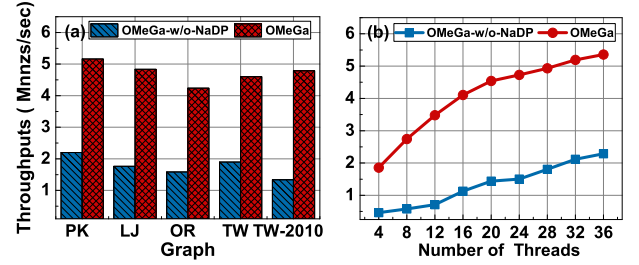 (a)
OMeGa-w/o-NaDP OMeGa
Throughputs ( Mnnzs/sec)
6
5
4
3
2
1
PK LJ OR TW TW-2010
Graph
(b)
OMeGa-w/o-NaDP OMeGa
6
5
4
3
2
1
4 8 12 16 20 24 28 32 36
Number of Threads